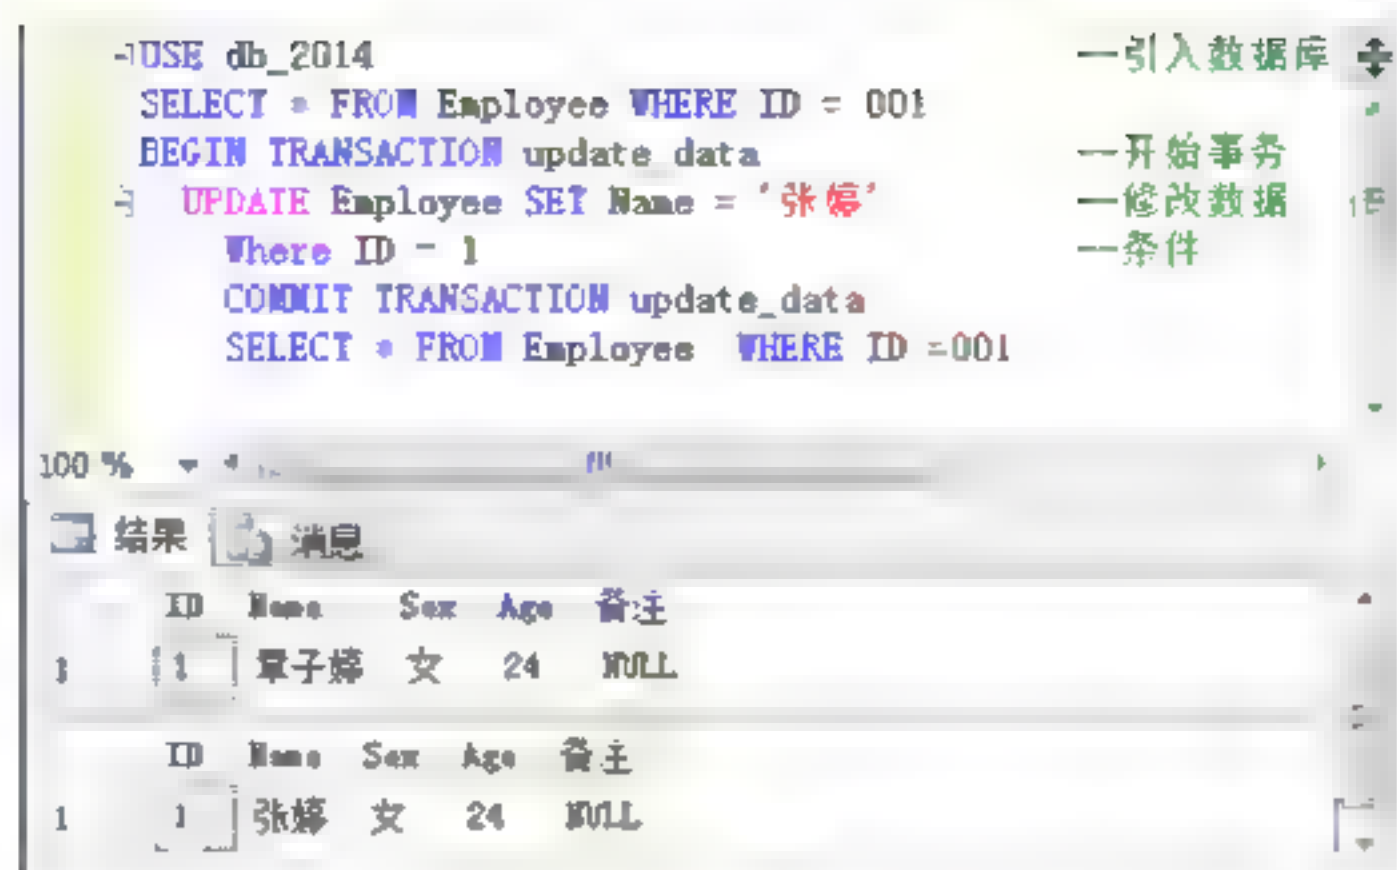 USE db_2014 --引入数据库
SELECT * FROM Employee WHERE ID = 001
BEGIN TRANSACTION update_data --开始事务
UPDATE Employee SET Name = '张婷' --修改数据
Where ID = 1 --条件
COMMIT TRANSACTION update_data
SELECT * FROM Employee WHERE ID =001
100 %
结果 消息
ID Name Sex Age 备注
1 1 章子婷 女 24 NULL
ID Name Sex Age 备注
1 1 张婷 女 24 NULL